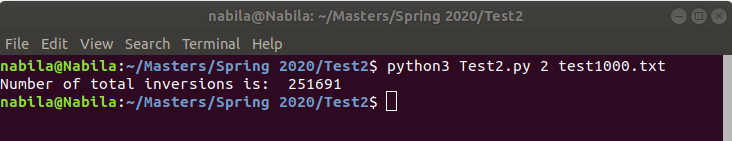 nabila@Nabila: ~/Masters/Spring 2020/Test2
File Edit View Search Terminal Help
nabila@Nabila:~/Masters/Spring 2020/Test2$ python3 Test2.py 2 test1000.txt
Number of total inversions is:  251691
nabila@Nabila:~/Masters/Spring 2020/Test2$